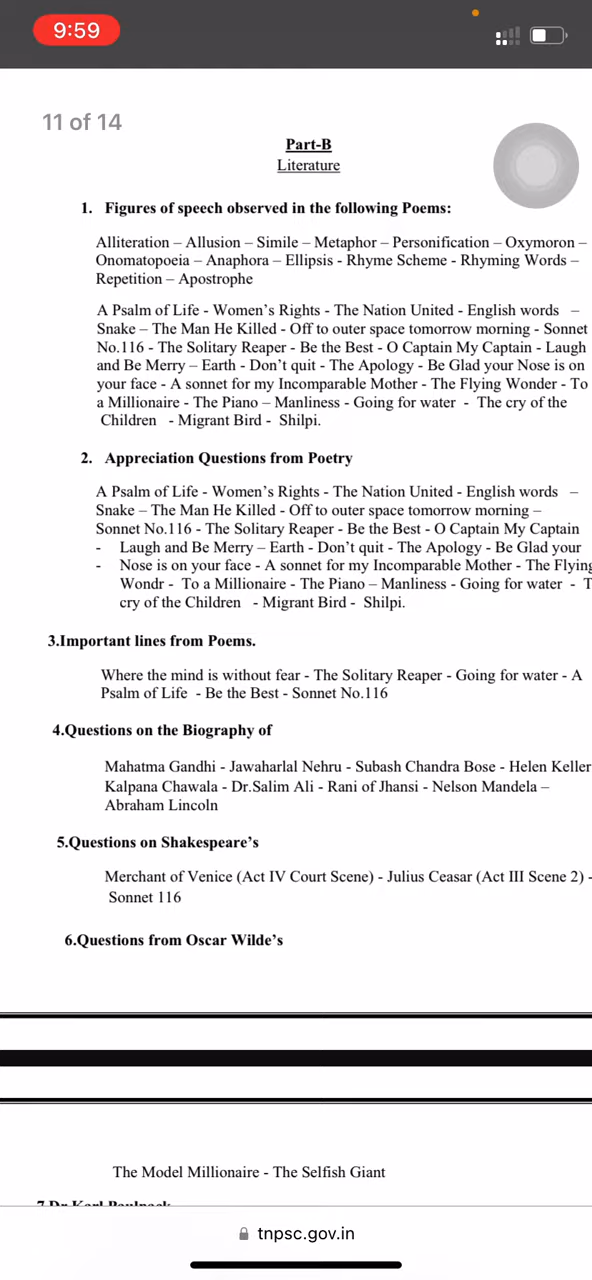 9:59
11 of 14
Part-B
Literature
1. Figures of speech observed in the following Poems:
Alliteration – Allusion – Simile – Metaphor – Personification – Oxymoron –
Onomatopoeia – Anaphora – Ellipsis - Rhyme Scheme - Rhyming Words –
Repetition – Apostrophe
A Psalm of Life - Women’s Rights - The Nation United - English words –
Snake – The Man He Killed - Off to outer space tomorrow morning - Sonnet
No.116 - The Solitary Reaper - Be the Best - O Captain My Captain - Laugh
and Be Merry – Earth - Don’t quit - The Apology - Be Glad your Nose is on
your face - A sonnet for my Incomparable Mother - The Flying Wonder - To
a Millionaire - The Piano – Manliness - Going for water - The cry of the
Children - Migrant Bird - Shilpi.
2. Appreciation Questions from Poetry
A Psalm of Life - Women’s Rights - The Nation United - English words –
Snake – The Man He Killed - Off to outer space tomorrow morning –
Sonnet No.116 - The Solitary Reaper - Be the Best - O Captain My Captain
- Laugh and Be Merry – Earth - Don’t quit - The Apology - Be Glad your
- Nose is on your face - A sonnet for my Incomparable Mother - The Flying
Wondr - To a Millionaire - The Piano – Manliness - Going for water - T
cry of the Children - Migrant Bird - Shilpi.
3.Important lines from Poems.
Where the mind is without fear - The Solitary Reaper - Going for water - A
Psalm of Life - Be the Best - Sonnet No.116
4.Questions on the Biography of
Mahatma Gandhi - Jawaharlal Nehru - Subash Chandra Bose - Helen Keller
Kalpana Chawala - Dr.Salim Ali - Rani of Jhansi - Nelson Mandela –
Abraham Lincoln
5.Questions on Shakespeare’s
Merchant of Venice (Act IV Court Scene) - Julius Ceasar (Act III Scene 2) -
Sonnet 116
6.Questions from Oscar Wilde’s
The Model Millionaire - The Selfish Giant
tnpsc.gov.in